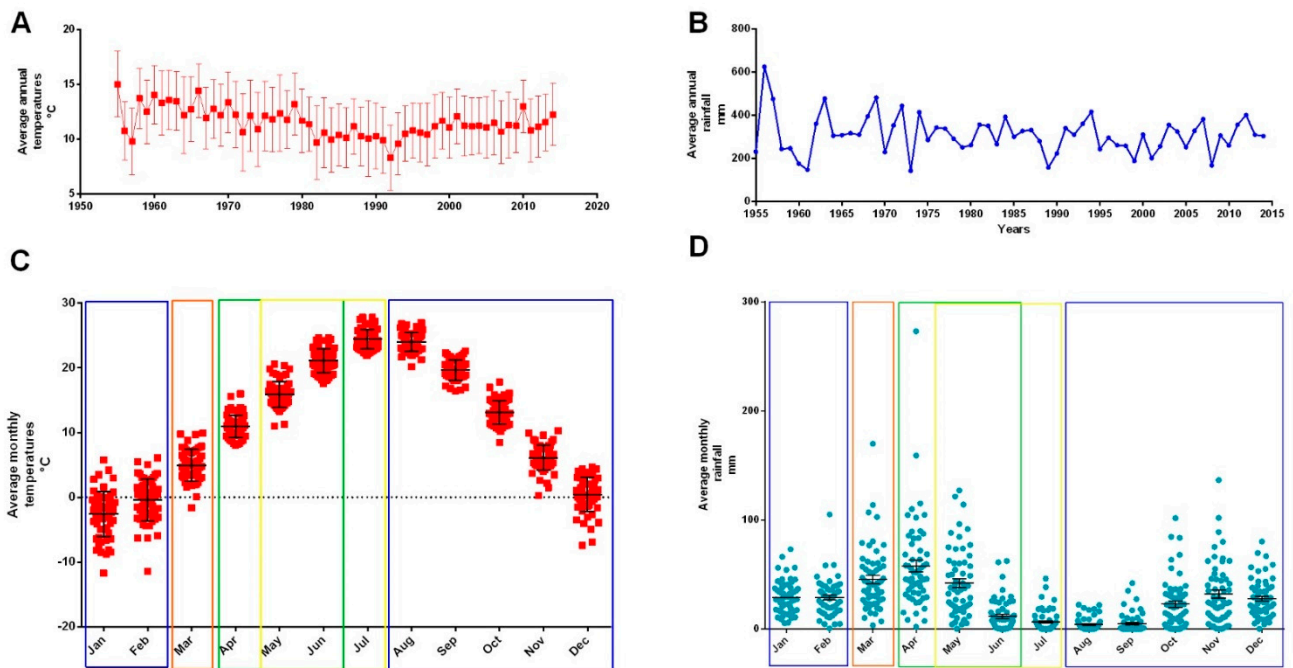 A
Average annual
temperatures
°C
20
15
10
5
1950
1960
1970
1980
1990
2000
2010
2020
B
Average annual
rainfall
mm
800
600
400
200
0
1955
1960
1965
1970
1975
1980
1985
1990
1995
2000
2005
2010
2015
Years
C
Average monthly
temperatures
°C
30
20
10
0
-10
-20
Jan
Feb
Mar
Apr
May
Jun
Jul
Aug
Sep
Oct
Nov
Dec
D
Average monthly
rainfall
mm
300
200
100
0
Jan
Feb
Mar
Apr
May
Jun
Jul
Aug
Sep
Oct
Nov
Dec